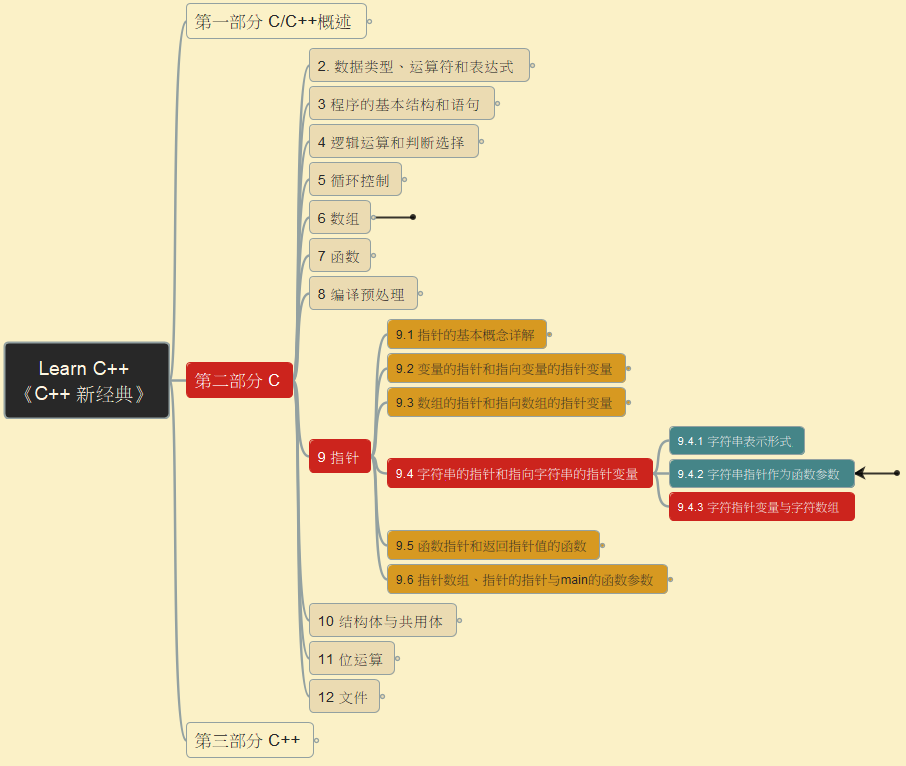 第一部分 C/C++概述
2. 数据类型、运算符和表达式
3 程序的基本结构和语句
4 逻辑运算和判断选择
5 循环控制
6 数组
7 函数
8 编译预处理
Learn C++
《C++ 新经典》
第二部分 C
9 指针
9.1 指针的基本概念详解
9.2 变量的指针和指向变量的指针变量
9.3 数组的指针和指向数组的指针变量
9.4 字符串的指针和指向字符串的指针变量
9.4.1 字符串表示形式
9.4.2 字符串指针作为函数参数
9.4.3 字符指针变量与字符数组
9.5 函数指针和返回指针值的函数
9.6 指针数组、指针的指针与main的函数参数
10 结构体与共用体
11 位运算
12 文件
第三部分 C++